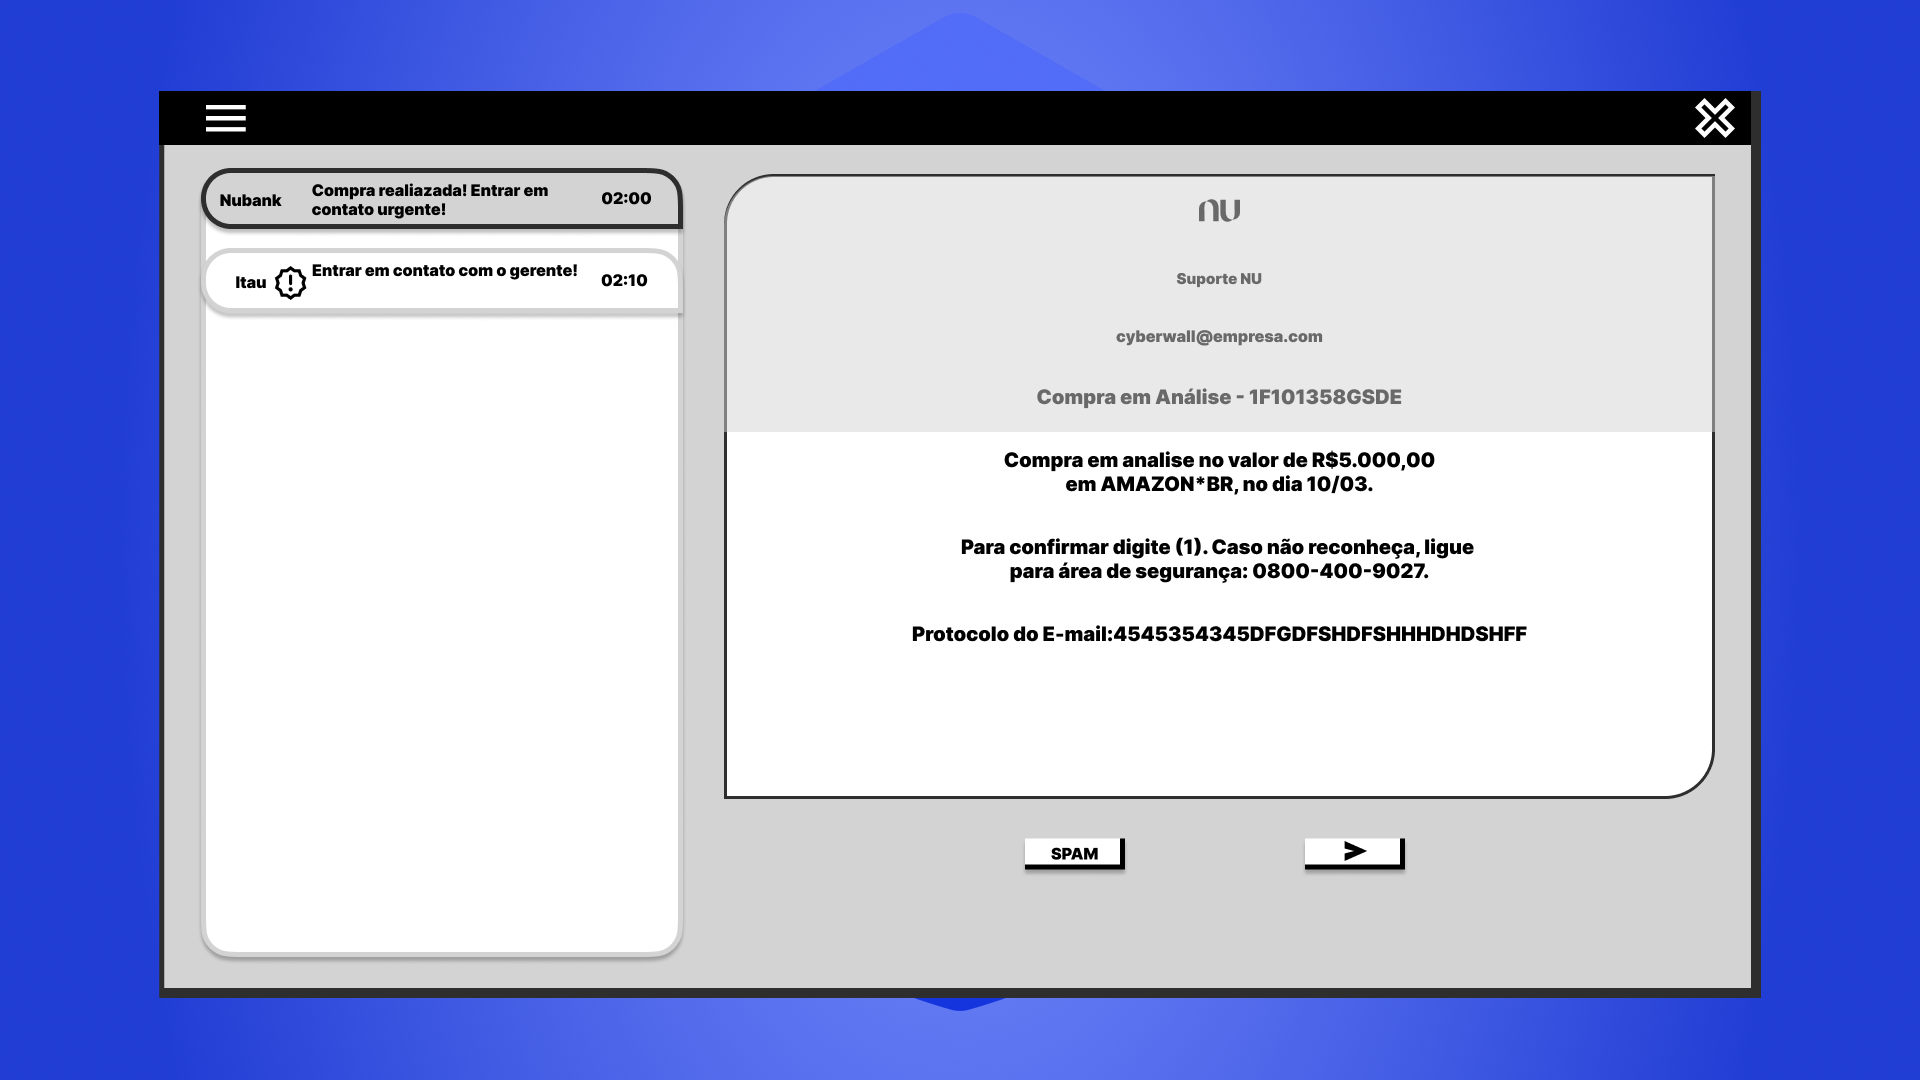 Nubank
Compra realiazada! Entrar em
contato urgente!
02:00
Itau
Entrar em contato com o gerente!
02:10
nu
Suporte NU
cyberwall@empresa.com
Compra em Análise - 1F101358GSDE
Compra em analise no valor de R$5.000,00
em AMAZON*BR, no dia 10/03.
Para confirmar digite (1). Caso não reconheça, ligue
para área de segurança: 0800-400-9027.
Protocolo do E-mail:4545354345DFGDFSHDFSHHHDHDSHFF
SPAM